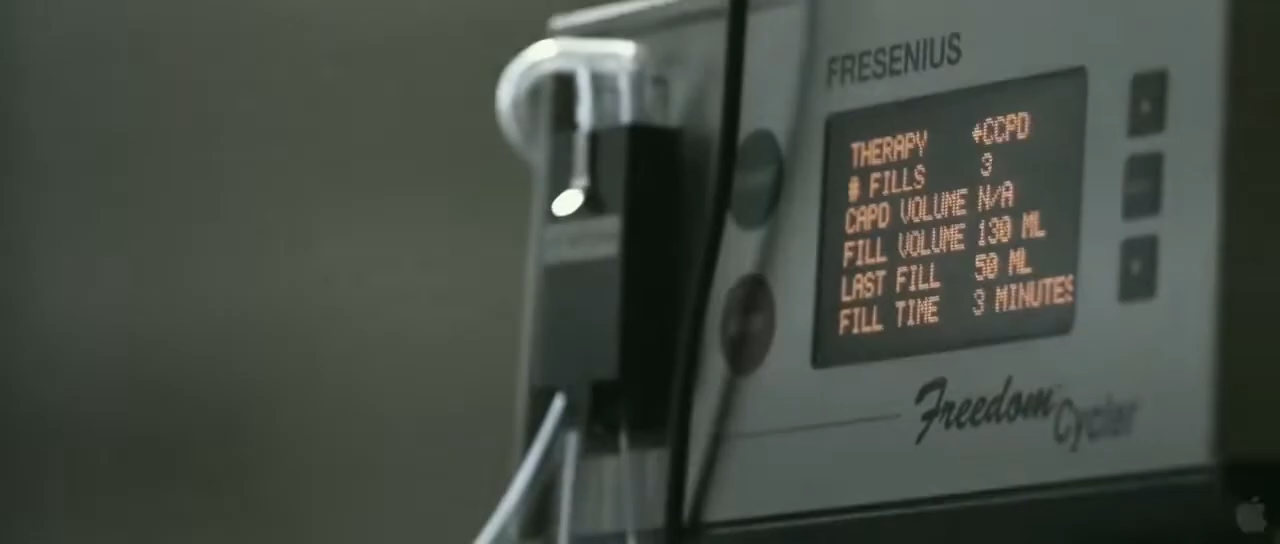 FRESENIUS
THERAPY +CCPD
# FILLS 3
CAPD VOLUME N/A
FILL VOLUME 130 ML
LAST FILL 50 ML
FILL TIME 3 MINUTES
Freedom Cycler